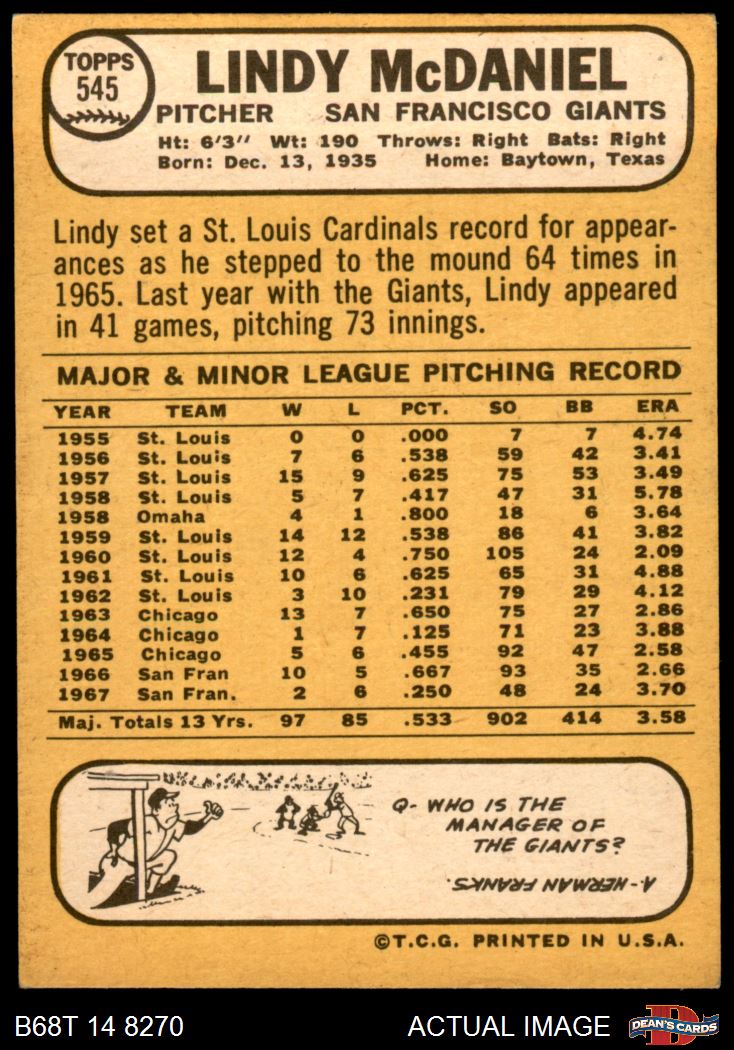 TOPPS
545
LINDY McDANIEL
PITCHER SAN FRANCISCO GIANTS
Ht: 6'3" Wt: 190 Throws: Right Bats: Right
Born: Dec. 13, 1935 Home: Baytown, Texas
Lindy set a St. Louis Cardinals record for appear-
ances as he stepped to the mound 64 times in
1965. Last year with the Giants, Lindy appeared
in 41 games, pitching 73 innings.
MAJOR & MINOR LEAGUE PITCHING RECORD
YEAR TEAM W L PCT. SO BB ERA
1955 St. Louis 0 0 .000 7 7 4.74
1956 St. Louis 7 6 .538 59 42 3.41
1957 St. Louis 15 9 .625 75 53 3.49
1958 St. Louis 5 7 .417 47 31 5.78
1958 Omaha 4 1 .800 18 6 3.64
1959 St. Louis 14 12 .538 86 41 3.82
1960 St. Louis 12 4 .750 105 24 2.09
1961 St. Louis 10 6 .625 65 31 4.88
1962 St. Louis 3 10 .231 79 29 4.12
1963 Chicago 13 7 .650 75 27 2.86
1964 Chicago 1 7 .125 71 23 3.88
1965 Chicago 5 6 .455 92 47 2.58
1966 San Fran 10 5 .667 93 35 2.66
1967 San Fran. 2 6 .250 48 24 3.70
Maj. Totals 13 Yrs. 97 85 .533 902 414 3.58
Q- WHO IS THE
MANAGER OF
THE GIANTS?
A- HERMAN FRANKS.
©T.C.G. PRINTED IN U.S.A.
B68T 14 8270 ACTUAL IMAGE DEAN'S CARDS